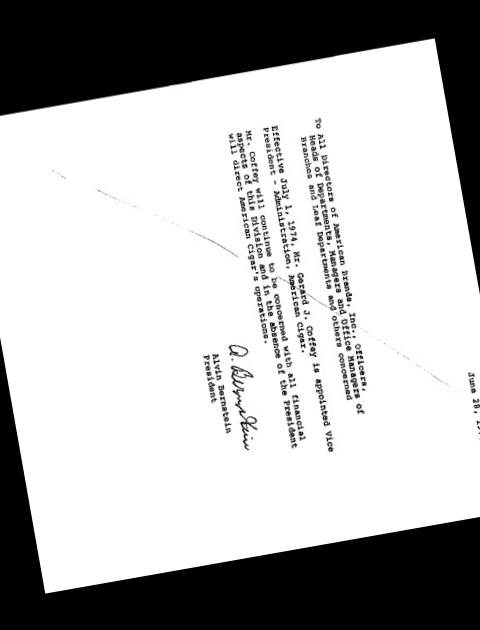 June 28, 19
To All Directors of American Brands, Inc., Officers,
Heads of Departments, Managers and Office Managers of
Branches and Leaf Departments and others concerned
Effective July 1, 1974, Mr. Gerard J. Coffey is appointed Vice
President - Administration, American Cigar.
Mr. Coffey will continue to be concerned with all financial
aspects of this Division and in the absence of the President
will direct American Cigar's operations.
A. Bernstein
Alvin Bernstein
President